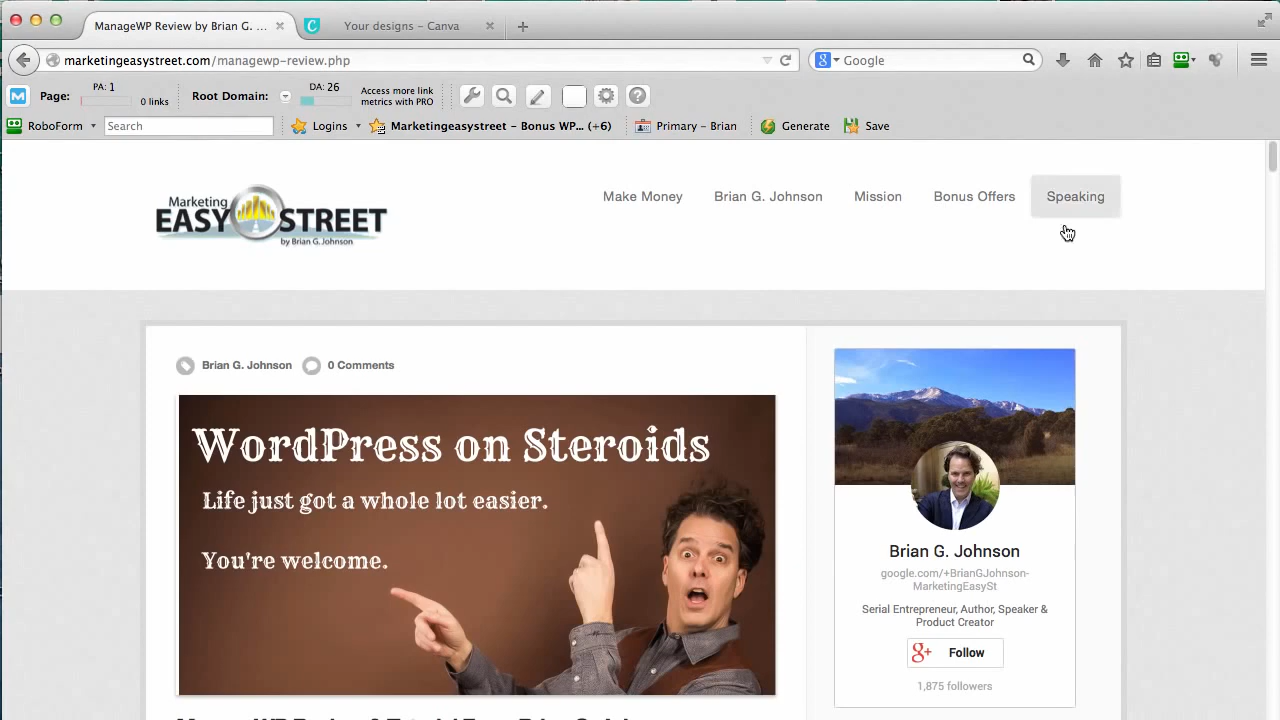 ManageWP Review by Brian G. ...
Your designs – Canva
marketingeasystreet.com/managewp-review.php
Google
Page:
PA: 1
0 links
Root Domain:
DA: 26
Access more link
metrics with PRO
RoboForm
Search
Logins
Marketingeasystreet – Bonus WP... (+6)
Primary – Brian
Generate
Save
Marketing
EASY STREET
by Brian G. Johnson
Make Money
Brian G. Johnson
Mission
Bonus Offers
Speaking
Brian G. Johnson
0 Comments
WordPress on Steroids
Life just got a whole lot easier.
You're welcome.
Brian G. Johnson
google.com/+BrianGJohnson-
MarketingEasySt
Serial Entrepreneur, Author, Speaker &
Product Creator
g+ Follow
1,875 followers